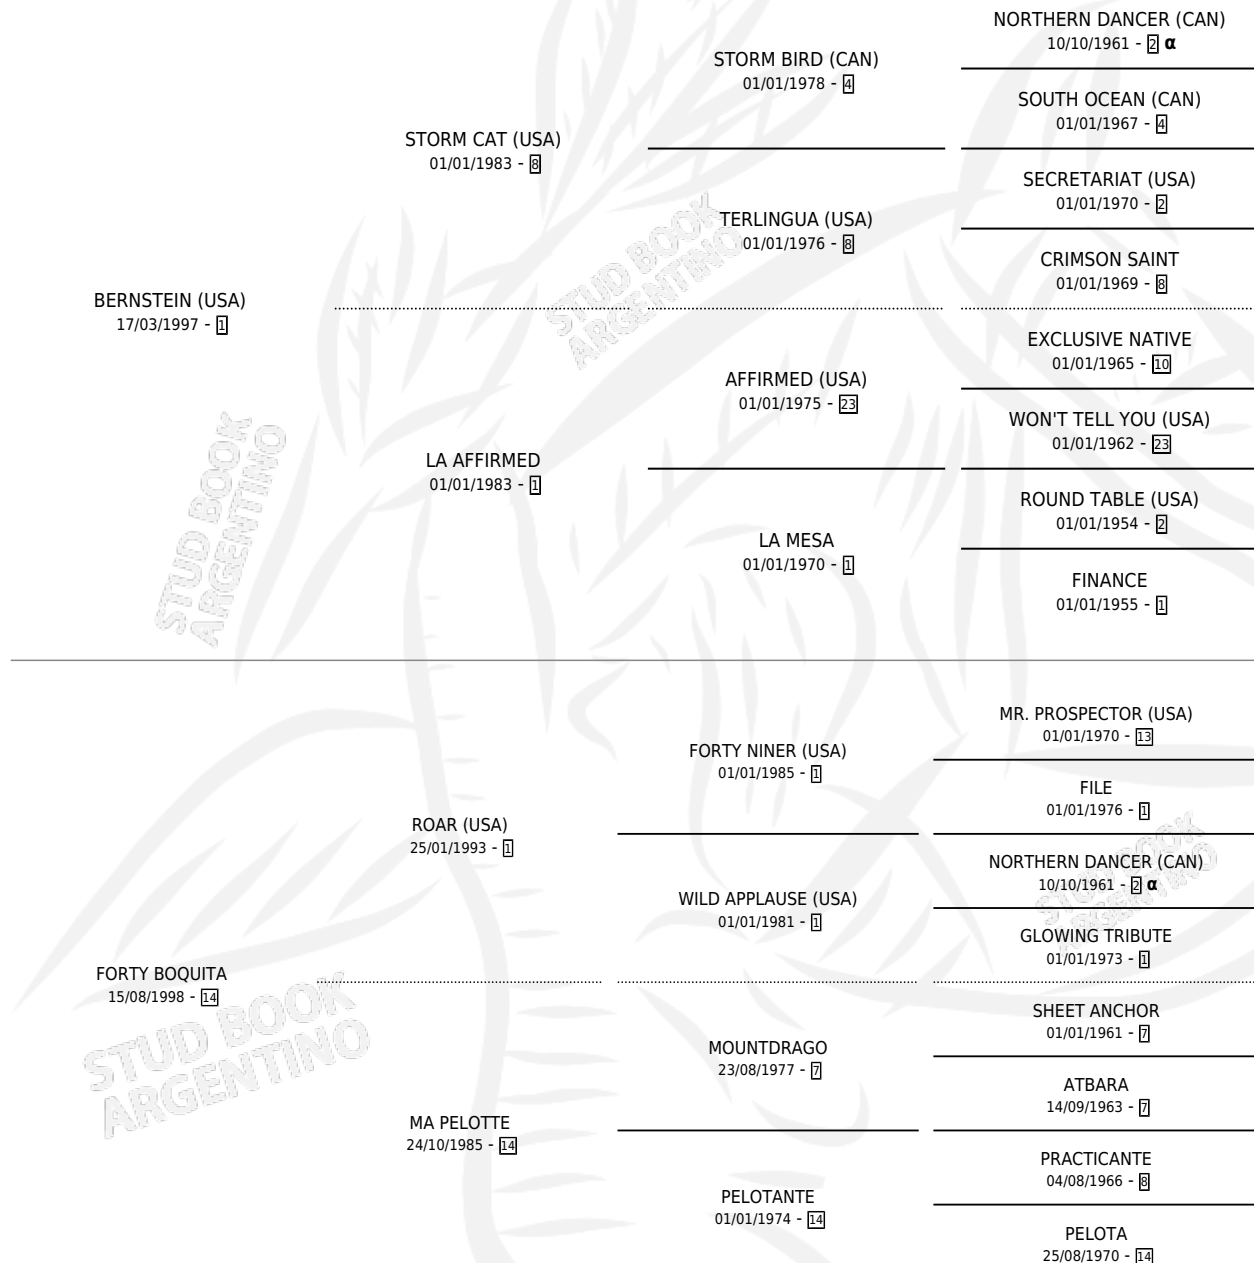 NORTHERN DANCER (CAN)
10/10/1961 - 2 α
STORM BIRD (CAN)
01/01/1978 - 4
SOUTH OCEAN (CAN)
01/01/1967 - 4
STORM CAT (USA)
01/01/1983 - 8
SECRETARIAT (USA)
01/01/1970 - 2
TERLINGUA (USA)
01/01/1976 - 8
CRIMSON SAINT
01/01/1969 - 8
BERNSTEIN (USA)
17/03/1997 - 1
EXCLUSIVE NATIVE
01/01/1965 - 10
AFFIRMED (USA)
01/01/1975 - 23
WON'T TELL YOU (USA)
01/01/1962 - 23
LA AFFIRMED
01/01/1983 - 1
ROUND TABLE (USA)
01/01/1954 - 2
LA MESA
01/01/1970 - 1
FINANCE
01/01/1955 - 1
STUD BOOK
ARGENTINO
STUD BOOK
ARGENTINO
MR. PROSPECTOR (USA)
01/01/1970 - 13
FORTY NINER (USA)
01/01/1985 - 1
FILE
01/01/1976 - 1
ROAR (USA)
25/01/1993 - 1
NORTHERN DANCER (CAN)
10/10/1961 - 2 α
WILD APPLAUSE (USA)
01/01/1981 - 1
GLOWING TRIBUTE
01/01/1973 - 1
FORTY BOQUITA
15/08/1998 - 14
SHEET ANCHOR
01/01/1961 - 7
MOUNTDRAGO
23/08/1977 - 7
ATBARA
14/09/1963 - 7
MA PELOTTE
24/10/1985 - 14
PRACTICANTE
04/08/1966 - 8
PELOTANTE
01/01/1974 - 14
PELOTA
25/08/1970 - 14
STUD BOOK
ARGENTINO
STUD BOOK
ARGENTINO